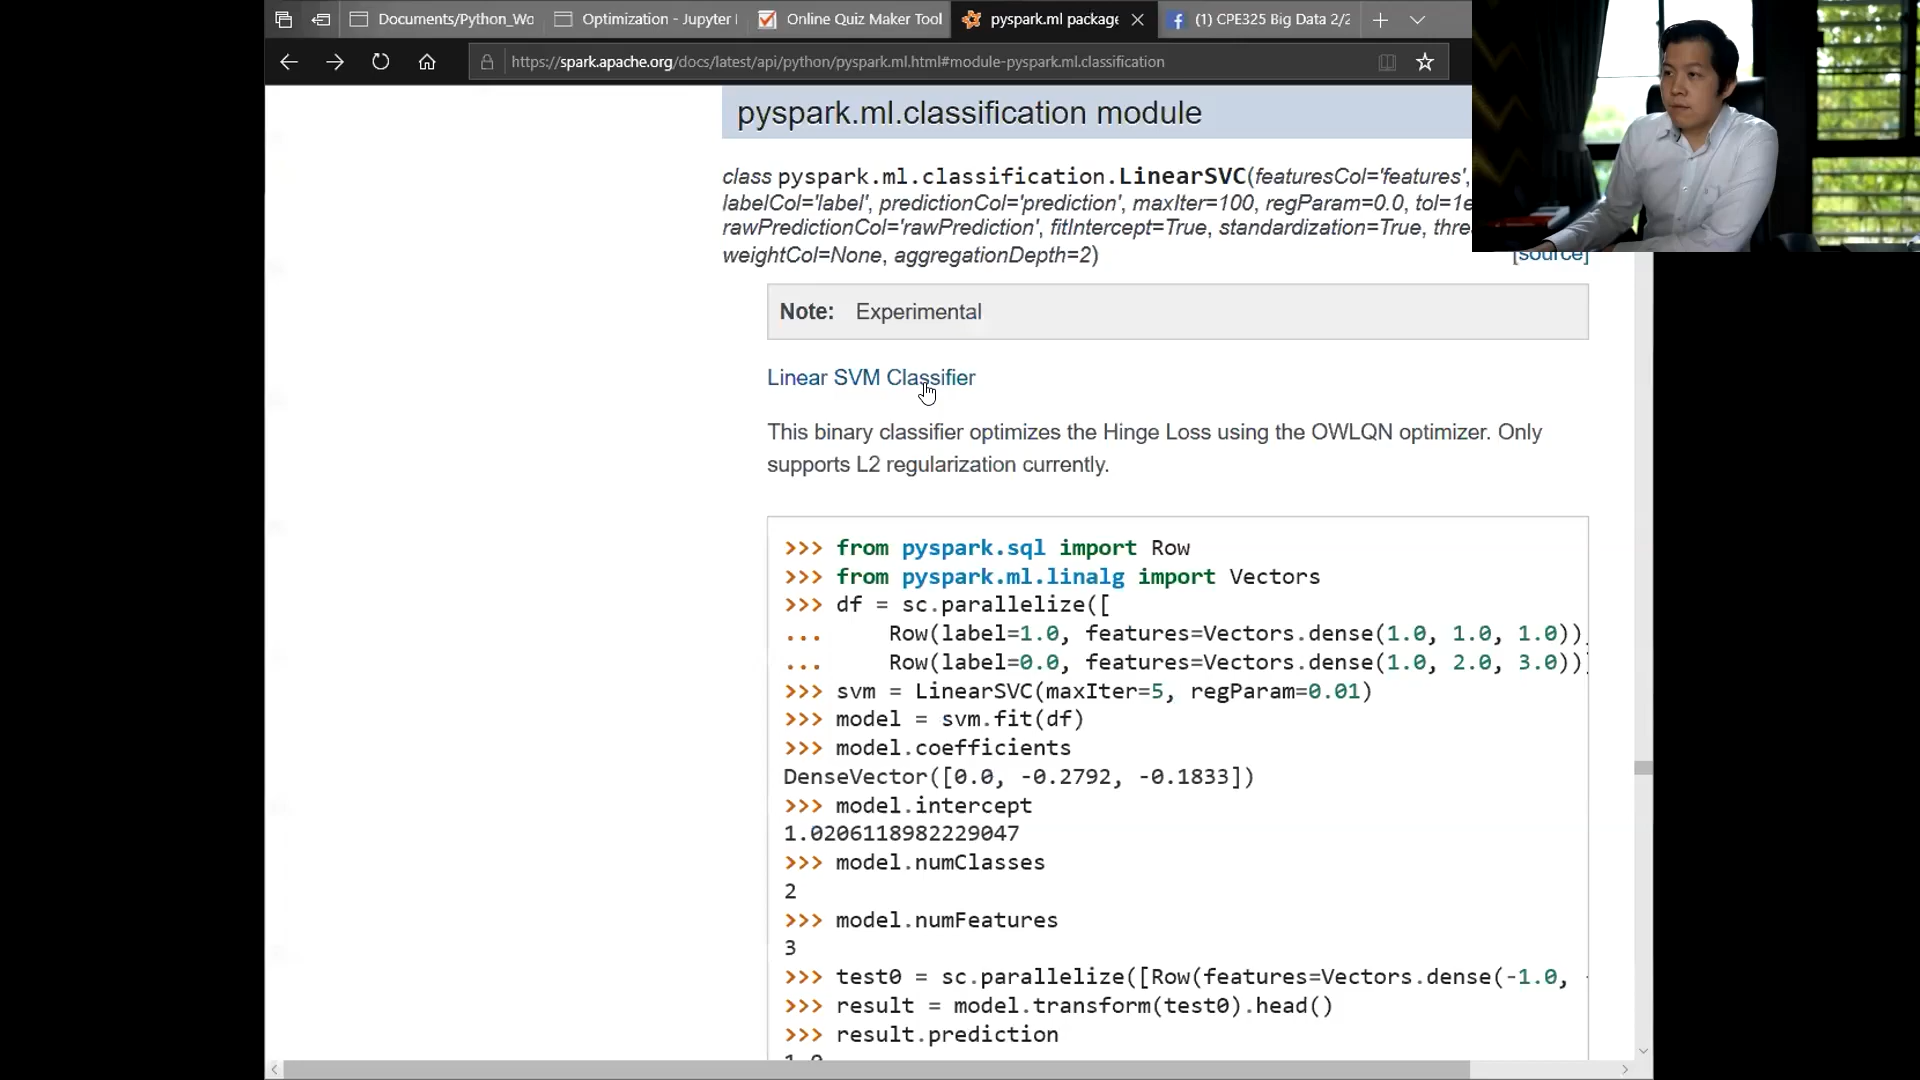 Documents/Python_Wo
Optimization - Jupyter
Online Quiz Maker Tool
pyspark.ml package
(1) CPE325 Big Data 2/2
https://spark.apache.org/docs/latest/api/python/pyspark.ml.html#module-pyspark.ml.classification
pyspark.ml.classification module
class pyspark.ml.classification.LinearSVC(featuresCol='features',
labelCol='label', predictionCol='prediction', maxIter=100, regParam=0.0, tol=1e
rawPredictionCol='rawPrediction', fitIntercept=True, standardization=True, thre
weightCol=None, aggregationDepth=2)
[source]
Note: Experimental
Linear SVM Classifier
This binary classifier optimizes the Hinge Loss using the OWLQN optimizer. Only
supports L2 regularization currently.
>>> from pyspark.sql import Row
>>> from pyspark.ml.linalg import Vectors
>>> df = sc.parallelize([
... Row(label=1.0, features=Vectors.dense(1.0, 1.0, 1.0)),
... Row(label=0.0, features=Vectors.dense(1.0, 2.0, 3.0))]
>>> svm = LinearSVC(maxIter=5, regParam=0.01)
>>> model = svm.fit(df)
>>> model.coefficients
DenseVector([0.0, -0.2792, -0.1833])
>>> model.intercept
1.0206118982229047
>>> model.numClasses
2
>>> model.numFeatures
3
>>> test0 = sc.parallelize([Row(features=Vectors.dense(-1.0, -
>>> result = model.transform(test0).head()
>>> result.prediction
1.0